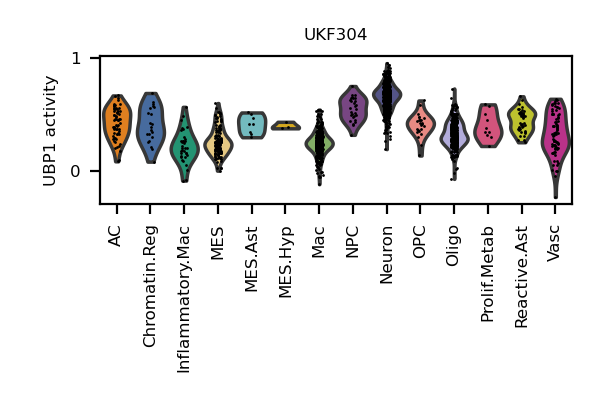 UKF304
UBP1 activity
1
0
AC
Chromatin.Reg
Inflammatory.Mac
MES
MES.Ast
MES.Hyp
Mac
NPC
Neuron
OPC
Oligo
Prolif.Metab
Reactive.Ast
Vasc